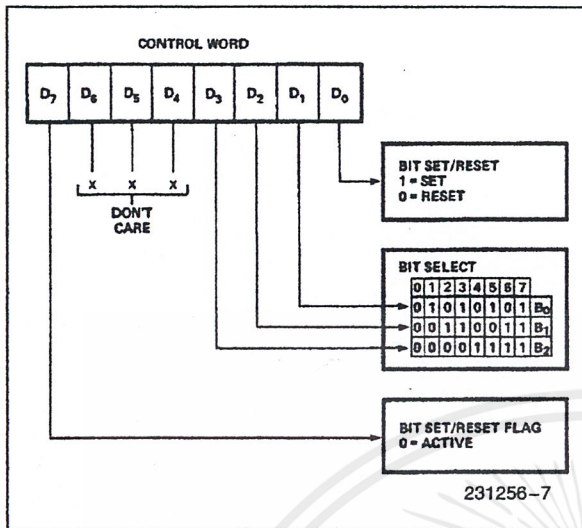 CONTROL WORD
D7 D6 D5 D4 D3 D2 D1 D0
X X X
DON'T
CARE
BIT SET/RESET
1 = SET
0 = RESET
BIT SELECT
0 1 2 3 4 5 6 7
0 1 0 1 0 1 0 1 B0
0 0 1 1 0 0 1 1 B1
0 0 0 0 1 1 1 1 B2
BIT SET/RESET FLAG
0 = ACTIVE
231256-7